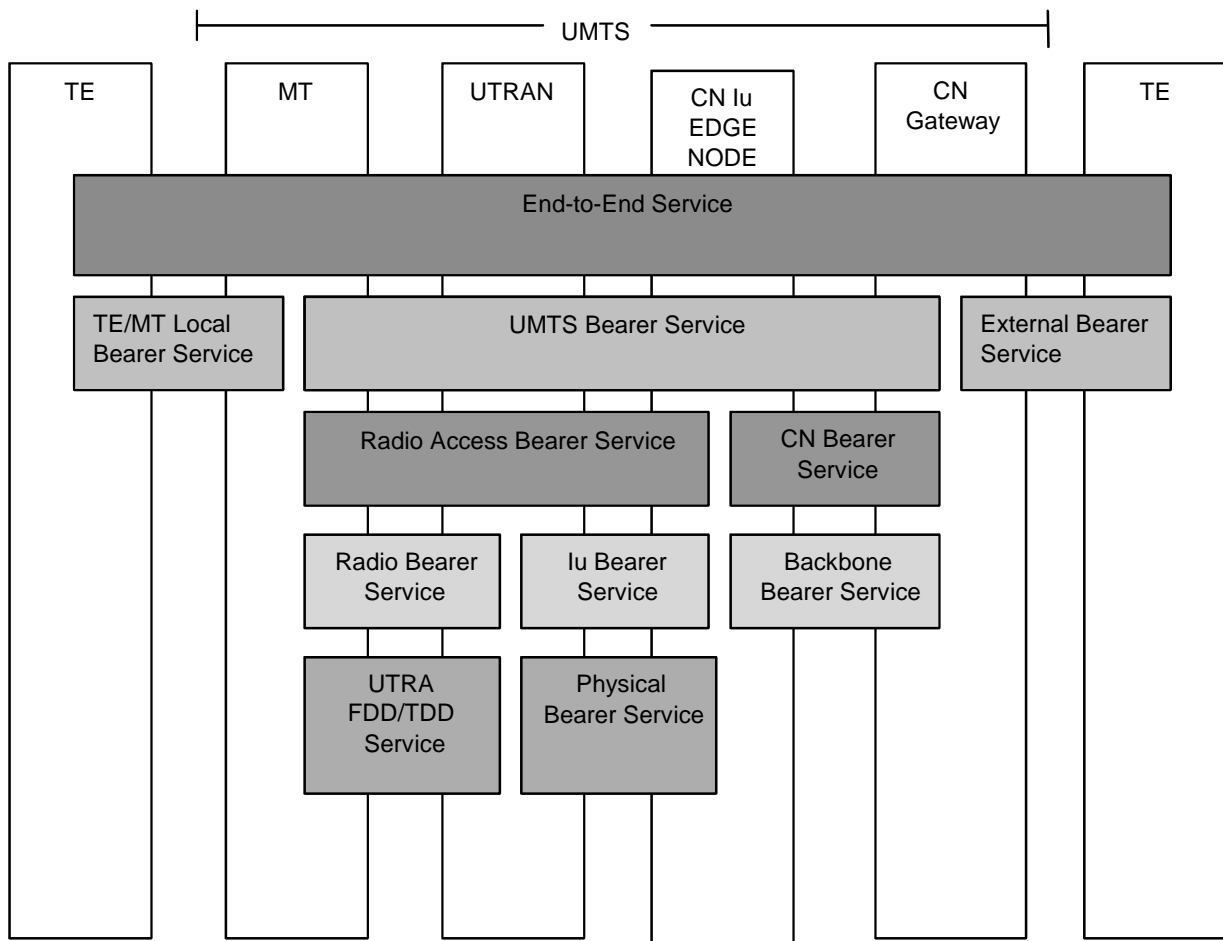 UMTS
TE
MT
UTRAN
CN Iu
EDGE
NODE
CN
Gateway
TE
End-to-End Service
TE/MT Local
Bearer Service
UMTS Bearer Service
External Bearer
Service
Radio Access Bearer Service
CN Bearer
Service
Radio Bearer
Service
Iu Bearer
Service
Backbone
Bearer Service
UTRA
FDD/TDD
Service
Physical
Bearer Service